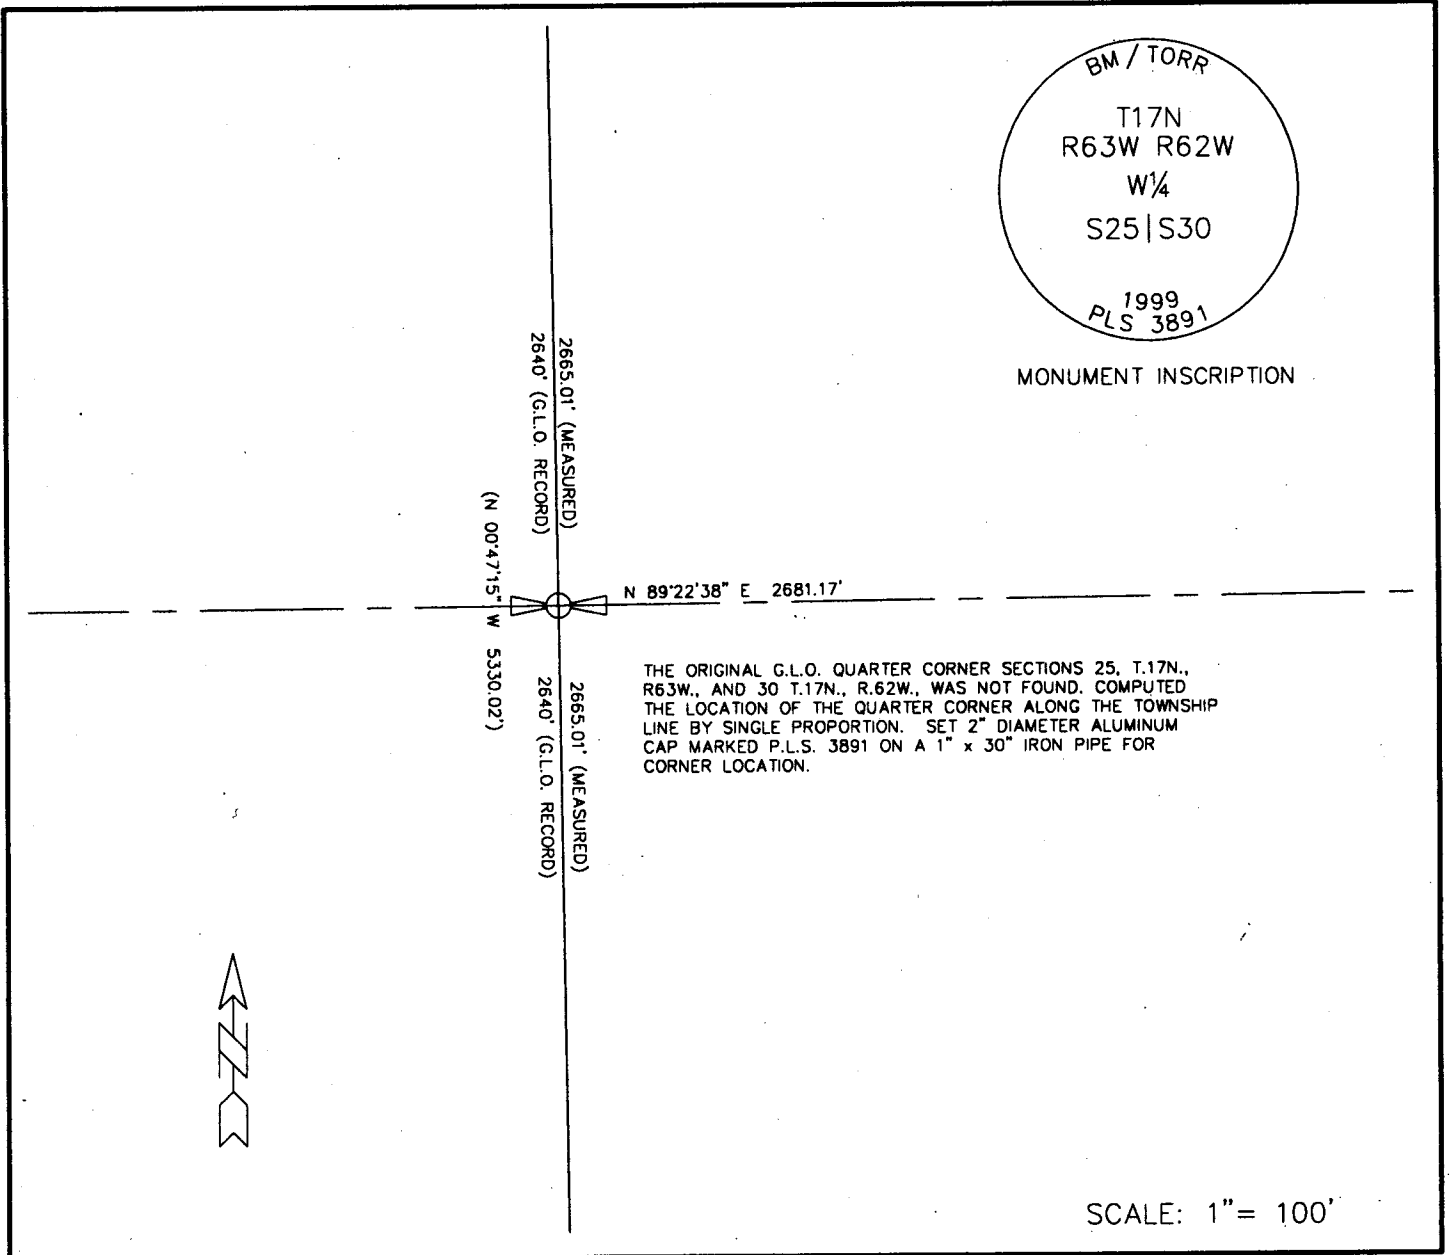 BM / TORR
T17N
R63W R62W
W¼
S25|S30
1999
PLS 3891
MONUMENT INSCRIPTION
2665.01' (MEASURED)
2640' (G.L.O. RECORD)
(N 00°47'15" W 5330.02')
N 89°22'38" E 2681.17'
2665.01' (MEASURED)
2640' (G.L.O. RECORD)
THE ORIGINAL G.L.O. QUARTER CORNER SECTIONS 25, T.17N.,
R63W., AND 30 T.17N., R.62W., WAS NOT FOUND. COMPUTED
THE LOCATION OF THE QUARTER CORNER ALONG THE TOWNSHIP
LINE BY SINGLE PROPORTION. SET 2" DIAMETER ALUMINUM
CAP MARKED P.L.S. 3891 ON A 1" x 30" IRON PIPE FOR
CORNER LOCATION.
N
SCALE: 1"= 100'